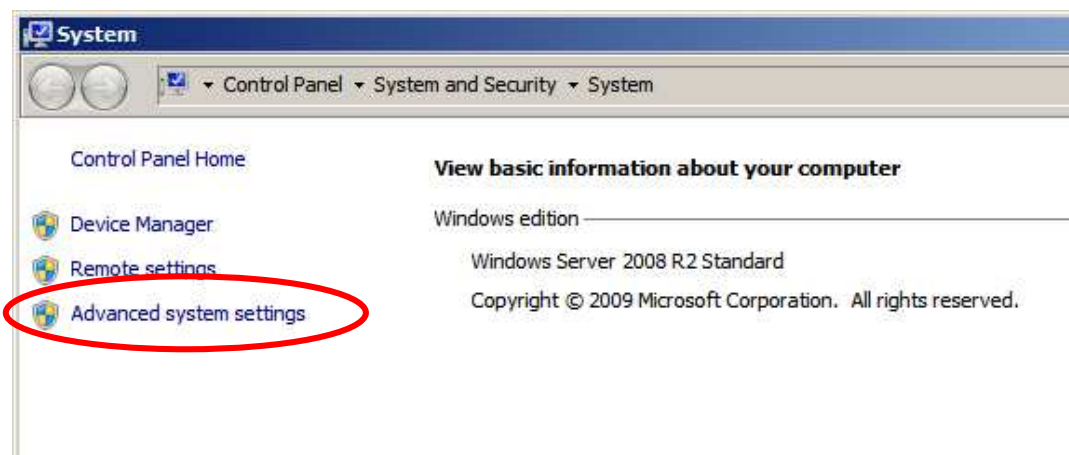 System
Control Panel System and Security System
Control Panel Home
View basic information about your computer
Device Manager
Windows edition
Remote settings
Windows Server 2008 R2 Standard
Advanced system settings
Copyright © 2009 Microsoft Corporation. All rights reserved.